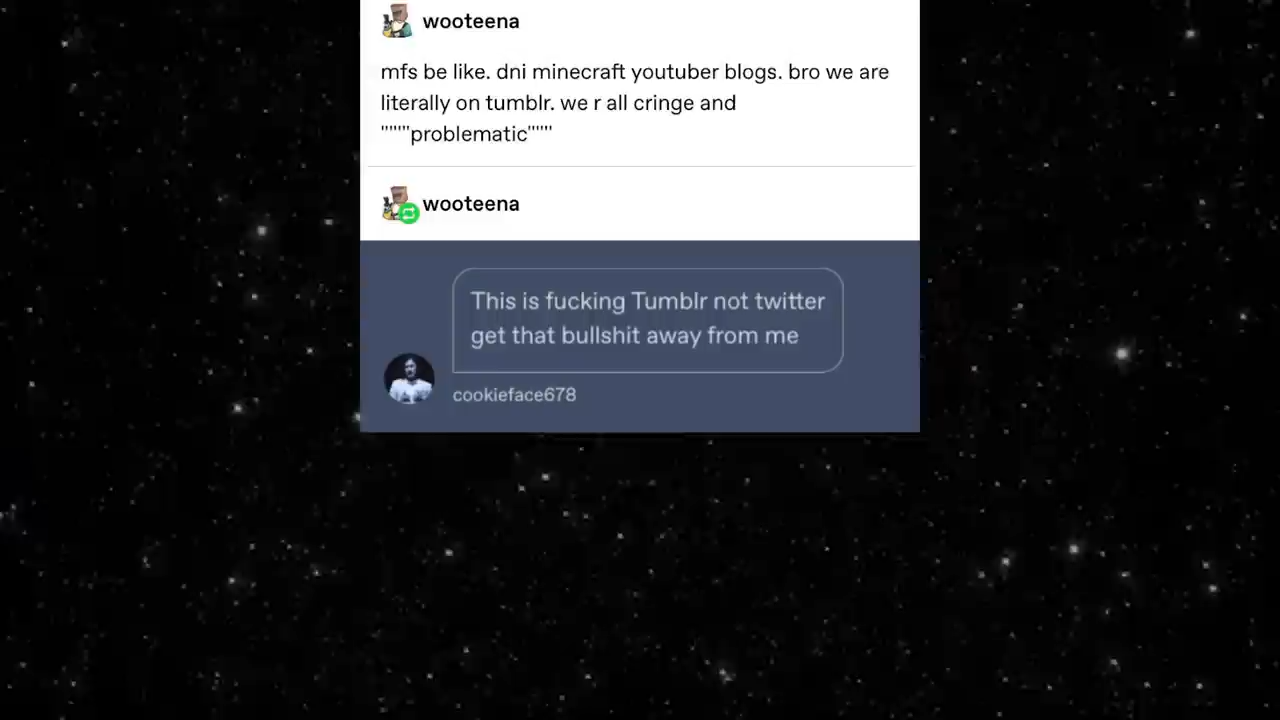 wooteena
mfs be like. dni minecraft youtuber blogs. bro we are
literally on tumblr. we r all cringe and
""""problematic""""
wooteena
This is fucking Tumblr not twitter
get that bullshit away from me
cookieface678